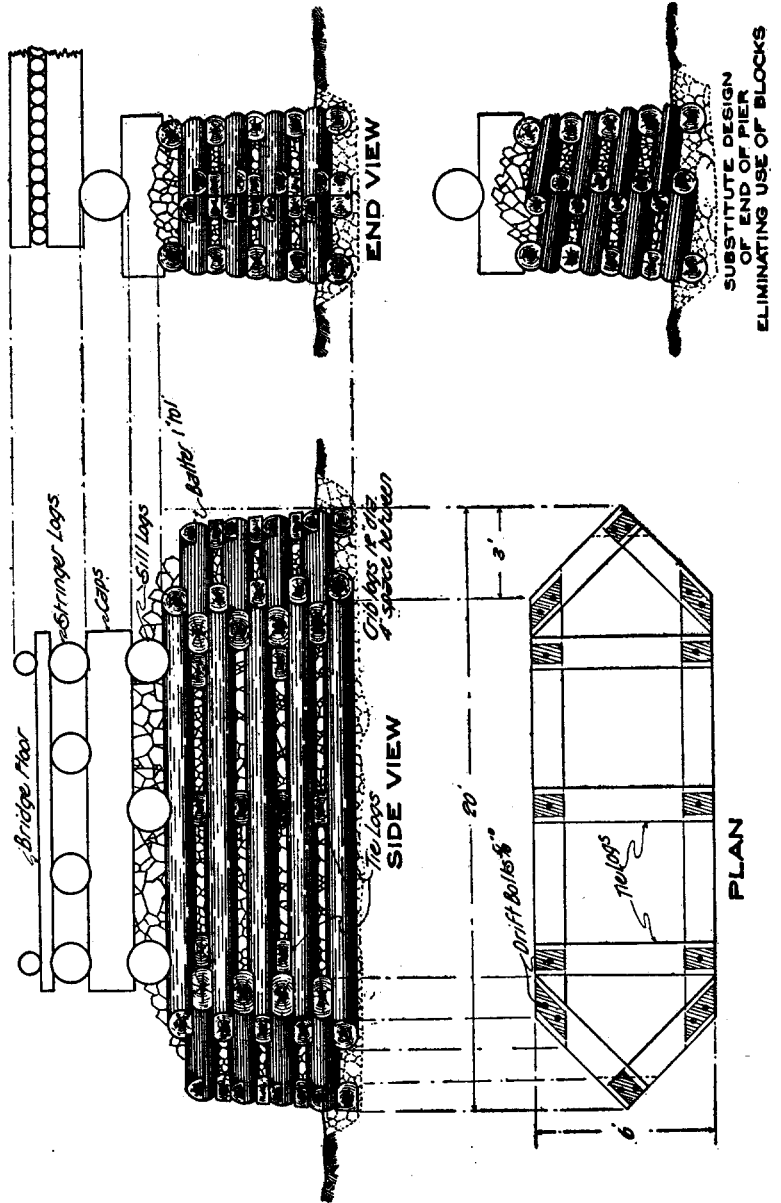 Bridge Floor
Stringer Logs
Caps
Sill Logs
Batter 1" to 1'
Crib logs 12" dia.
4" space between
Tie Logs
SIDE VIEW
END VIEW
20'
3'
6'
Drift Bolts
Tie Logs
PLAN
SUBSTITUTE DESIGN
OF END OF PIER
ELIMINATING USE OF BLOCKS